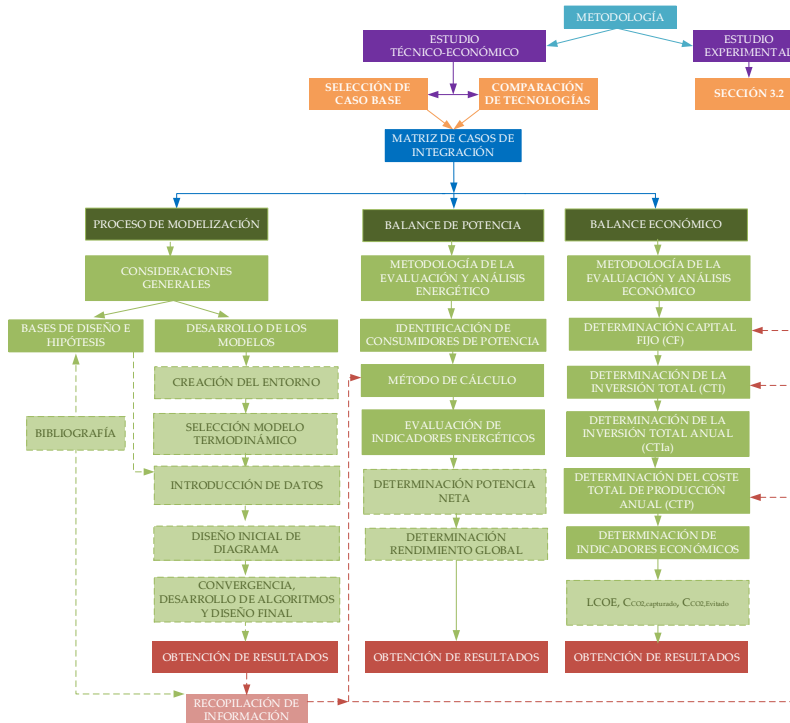 METODOLOGÍA
ESTUDIO
TÉCNICO-ECONÓMICO
ESTUDIO
EXPERIMENTAL
SELECCIÓN DE
CASO BASE
COMPARACIÓN
DE TECNOLOGÍAS
SECCIÓN 3.2
MATRIZ DE CASOS DE
INTEGRACIÓN
PROCESO DE MODELIZACIÓN
BALANCE DE POTENCIA
BALANCE ECONÓMICO
CONSIDERACIONES
GENERALES
METODOLOGÍA DE LA
EVALUACIÓN Y ANÁLISIS
ENERGÉTICO
METODOLOGÍA DE LA
EVALUACIÓN Y ANÁLISIS
ECONÓMICO
BASES DE DISEÑO E
HIPÓTESIS
DESARROLLO DE LOS
MODELOS
IDENTIFICACIÓN DE
CONSUMIDORES DE POTENCIA
DETERMINACIÓN CAPITAL
FIJO (CF)
CREACIÓN DEL ENTORNO
MÉTODO DE CÁLCULO
DETERMINACIÓN DE LA
INVERSIÓN TOTAL (CTI)
BIBLIOGRAFÍA
SELECCIÓN MODELO
TERMODINÁMICO
EVALUACIÓN DE
INDICADORES ENERGÉTICOS
DETERMINACIÓN DE LA
INVERSIÓN TOTAL ANUAL
(CTIa)
INTRODUCCIÓN DE DATOS
DETERMINACIÓN POTENCIA
NETA
DETERMINACIÓN DEL COSTE
TOTAL DE PRODUCCIÓN
ANUAL (CTP)
DISEÑO INICIAL DE
DIAGRAMA
DETERMINACIÓN
RENDIMIENTO GLOBAL
DETERMINACIÓN DE
INDICADORES ECONÓMICOS
CONVERGENCIA,
DESARROLLO DE ALGORITMOS
Y DISEÑO FINAL
LCOE, CCO2,capturado, CCO2,Evitado
OBTENCIÓN DE RESULTADOS
OBTENCIÓN DE RESULTADOS
OBTENCIÓN DE RESULTADOS
RECOPILACIÓN DE
INFORMACIÓN